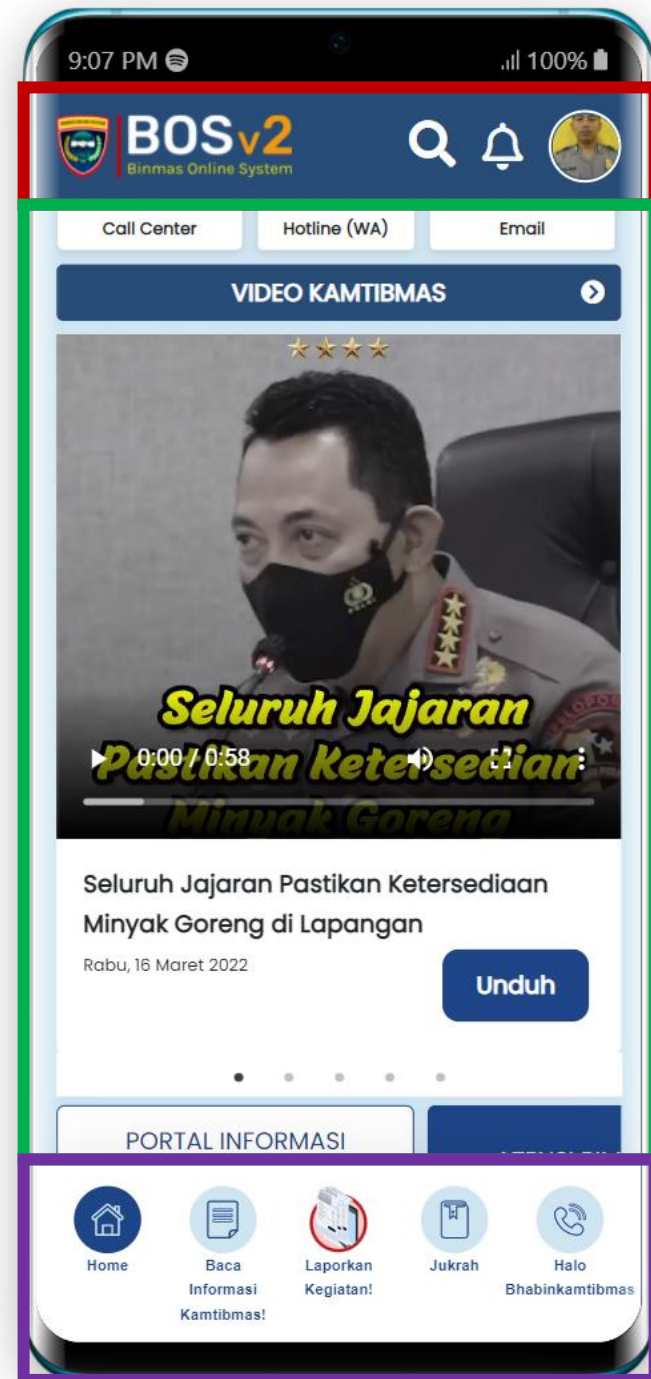 9:07 PM
100%
BOSv2
Binmas Online System
Call Center
Hotline (WA)
Email
VIDEO KAMTIBMAS
Seluruh Jajaran
Pastikan Ketersedian
Minyak Goreng
0:00 / 0:58
Seluruh Jajaran Pastikan Ketersediaan
Minyak Goreng di Lapangan
Rabu, 16 Maret 2022
Unduh
PORTAL INFORMASI
Home
Baca
Informasi
Kamtibmas!
Laporkan
Kegiatan!
Jukrah
Halo
Bhabinkamtibmas